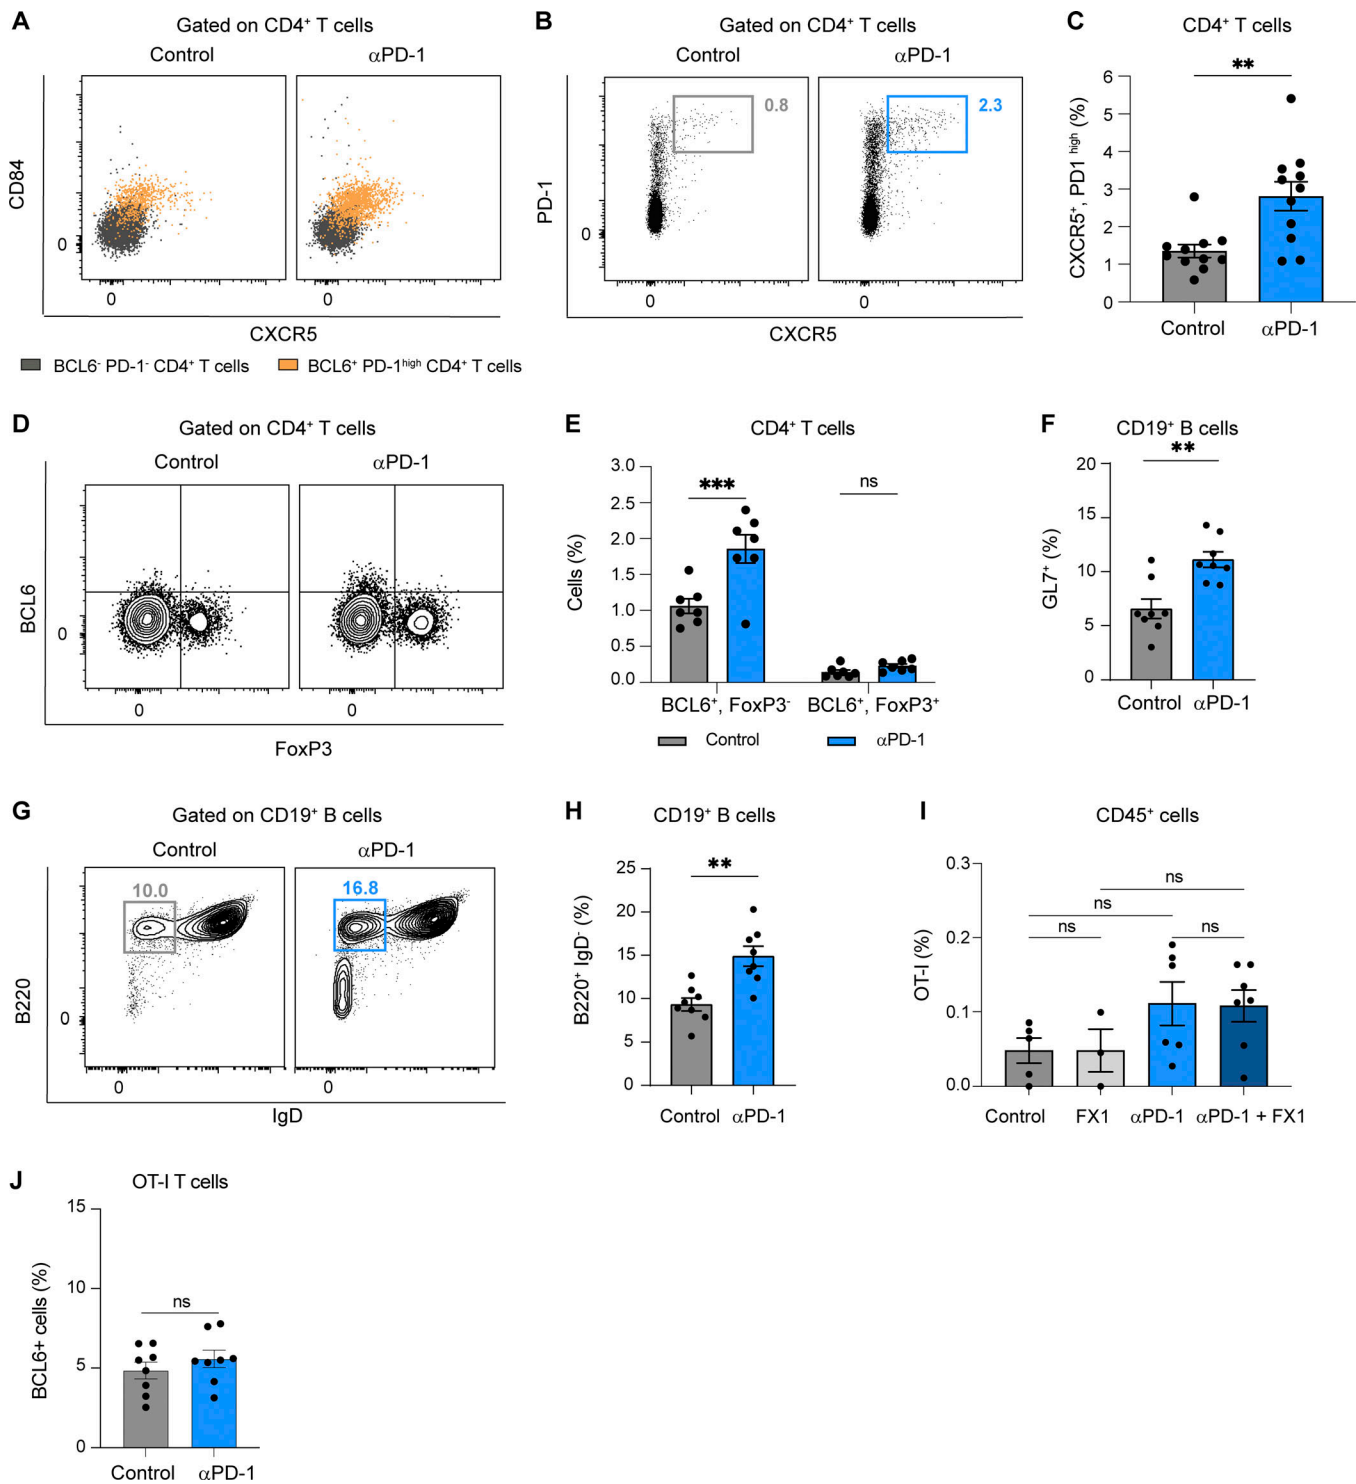 A
Gated on CD4⁺ T cells
Control
αPD-1
CD84
0
0
0
CXCR5
BCL6⁻ PD-1⁻ CD4⁺ T cells
BCL6⁺ PD-1ʰⁱᵍʰ CD4⁺ T cells
B
Gated on CD4⁺ T cells
Control
αPD-1
0.8
2.3
PD-1
0
0
0
CXCR5
C
CD4⁺ T cells
**
CXCR5⁺, PD1 ʰⁱᵍʰ (%)
6
5
4
3
2
1
0
Control
αPD-1
D
Gated on CD4⁺ T cells
Control
αPD-1
BCL6
0
0
0
FoxP3
E
CD4⁺ T cells
***
ns
Cells (%)
3.0
2.5
2.0
1.5
1.0
0.5
0.0
BCL6⁺, FoxP3⁻
BCL6⁺, FoxP3⁺
Control
αPD-1
F
CD19⁺ B cells
**
GL7⁺ (%)
20
15
10
5
0
Control
αPD-1
G
Gated on CD19⁺ B cells
Control
αPD-1
10.0
16.8
B220
0
0
0
IgD
H
CD19⁺ B cells
**
B220⁺ IgD⁻ (%)
25
20
15
10
5
0
Control
αPD-1
I
CD45⁺ cells
ns
ns
ns
ns
OT-I (%)
0.3
0.2
0.1
0.0
Control
FX1
αPD-1
αPD-1 + FX1
J
OT-I T cells
ns
BCL6+ cells (%)
15
10
5
0
Control
αPD-1